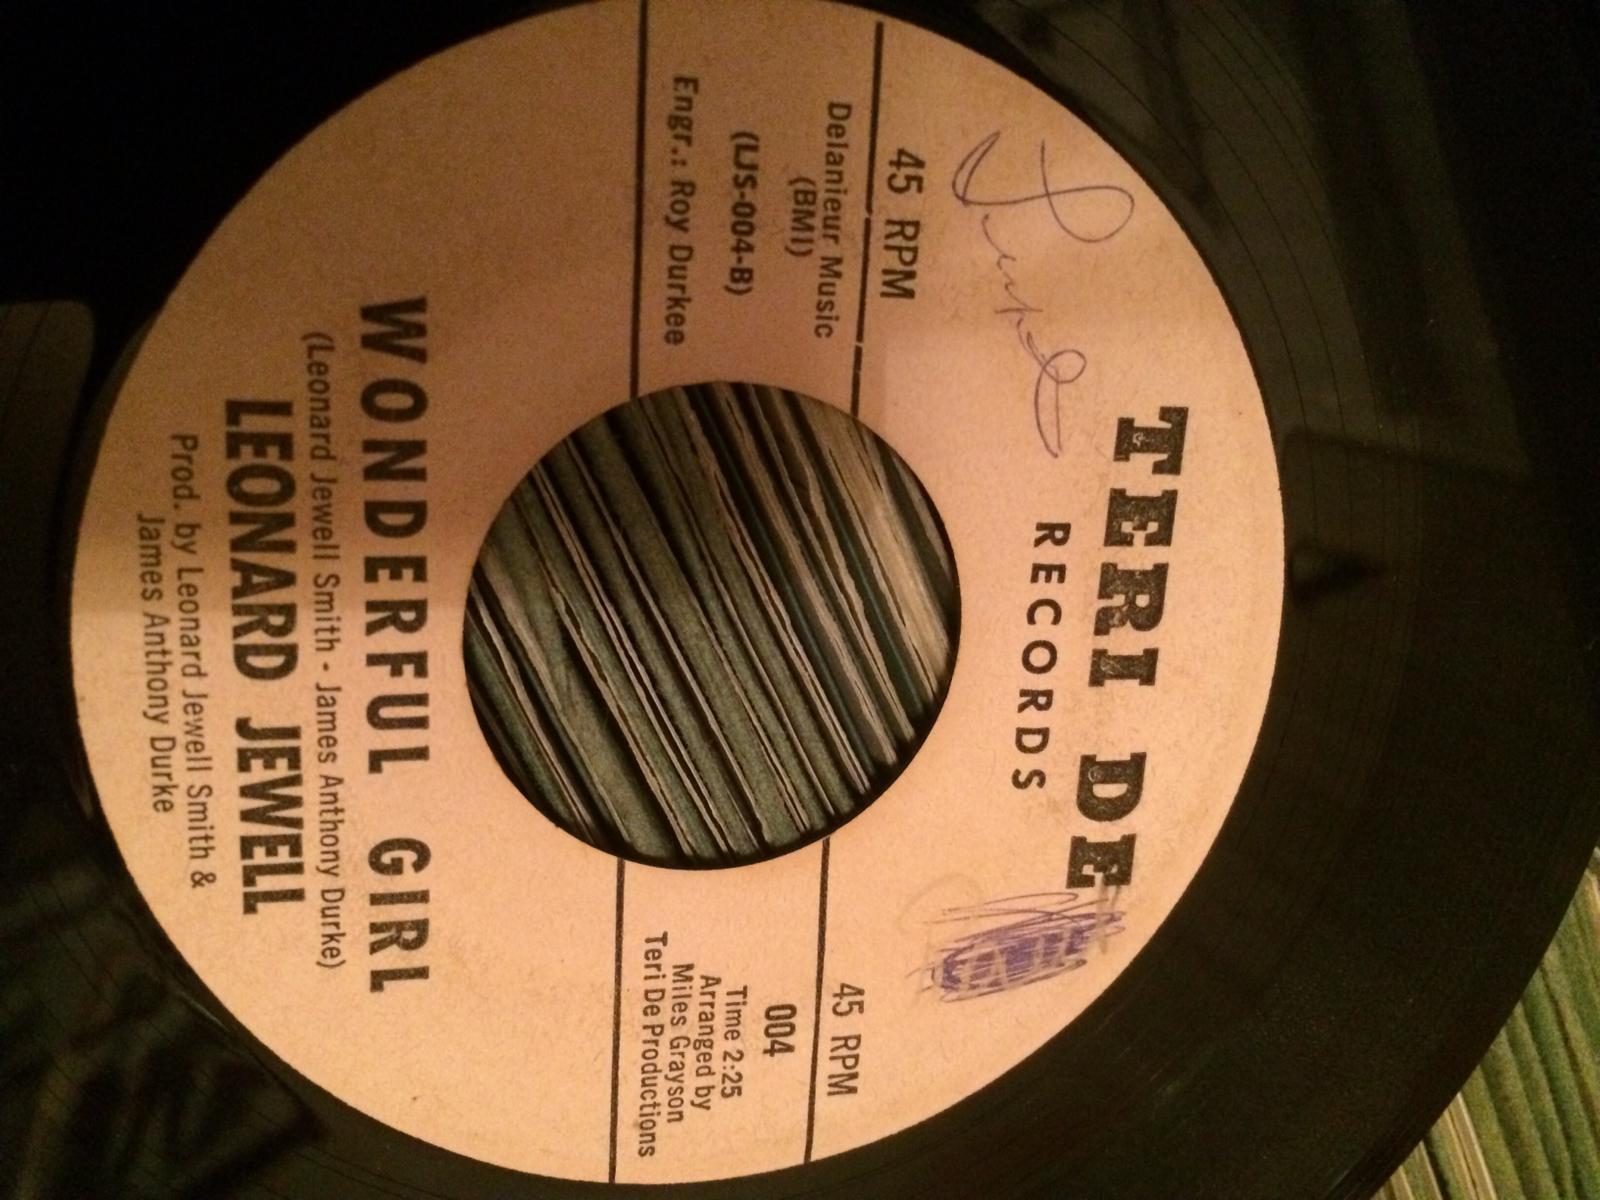 TERI DE
RECORDS
45 RPM
45 RPM
Delanieur Music
(BMI)
(LJS-004-B)
Engr.: Roy Durkee
004
Time 2:25
Arranged by
Miles Grayson
Teri De Productions
WONDERFUL GIRL
(Leonard Jewell Smith - James Anthony Durke)
LEONARD JEWELL
Prod. by Leonard Jewell Smith &
James Anthony Durke